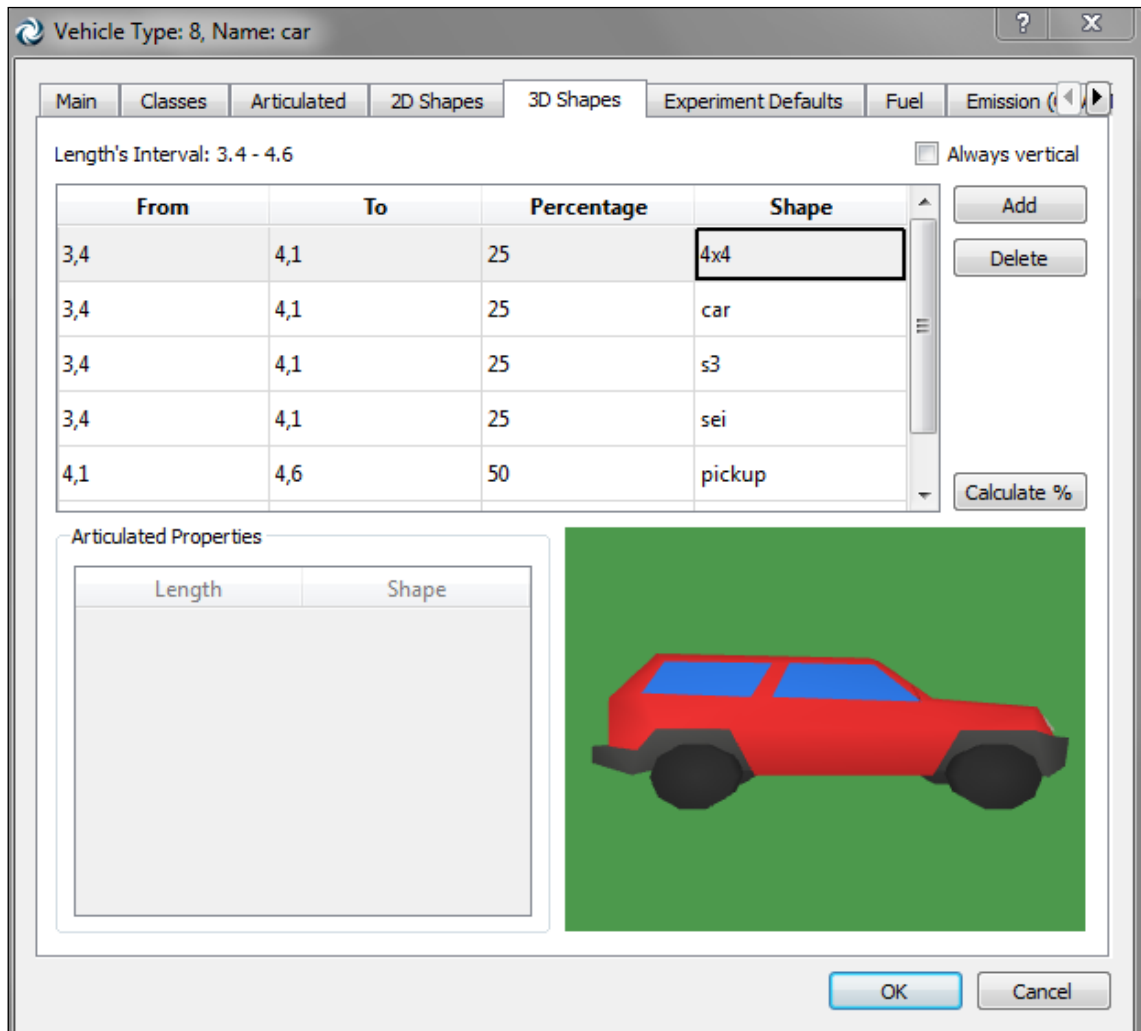 Vehicle Type: 8, Name: car
Main Classes Articulated 2D Shapes 3D Shapes Experiment Defaults Fuel Emission (
Length's Interval: 3.4 - 4.6 Always vertical
From To Percentage Shape Add
3,4 4,1 25 4x4 Delete
3,4 4,1 25 car
3,4 4,1 25 s3
3,4 4,1 25 sei
4,1 4,6 50 pickup Calculate %
Articulated Properties
Length Shape
OK Cancel